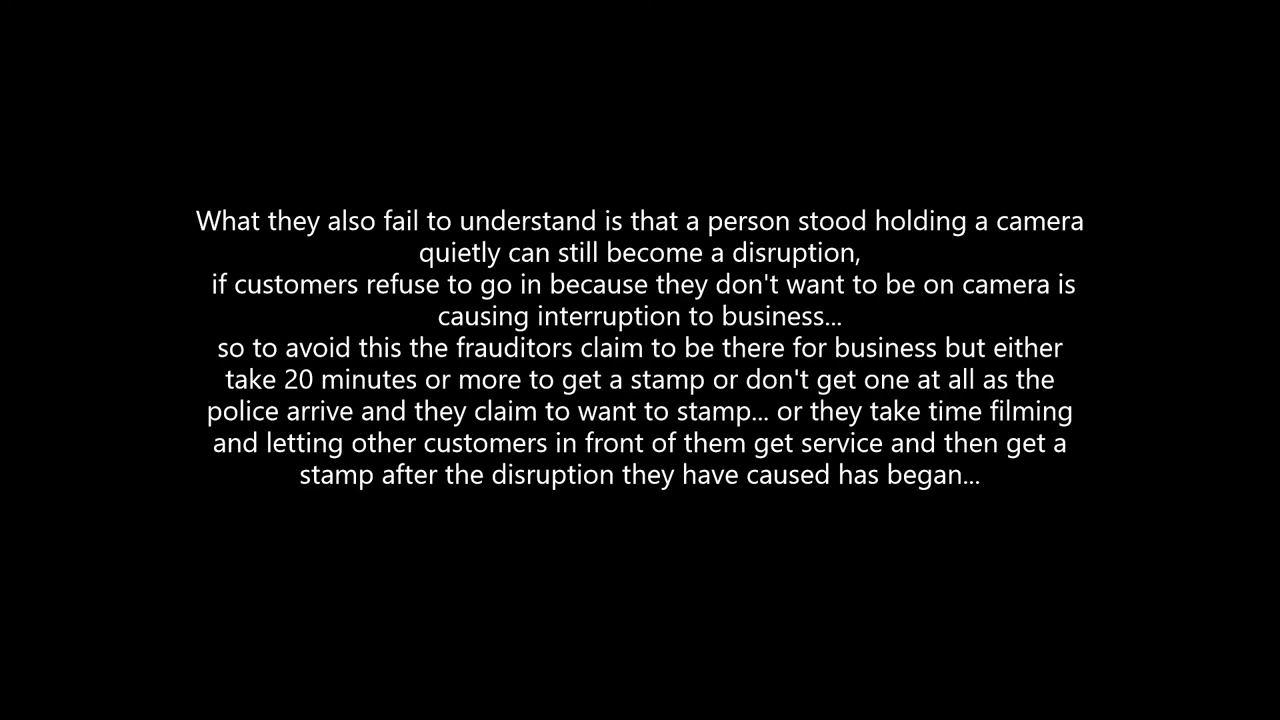 What they also fail to understand is that a person stood holding a camera
quietly can still become a disruption,
if customers refuse to go in because they don't want to be on camera is
causing interruption to business...
so to avoid this the frauditors claim to be there for business but either
take 20 minutes or more to get a stamp or don't get one at all as the
police arrive and they claim to want to stamp... or they take time filming
and letting other customers in front of them get service and then get a
stamp after the disruption they have caused has began...